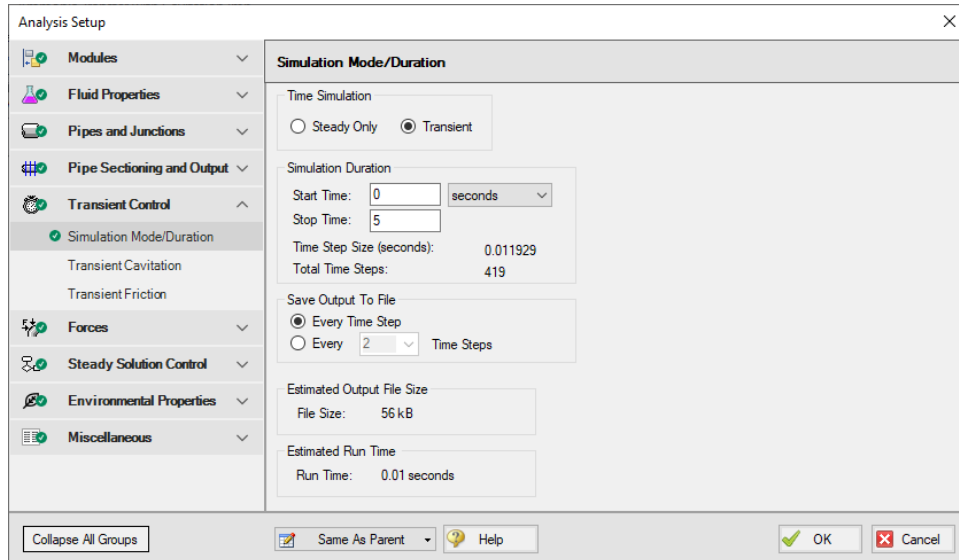 Analysis Setup
Modules
Fluid Properties
Pipes and Junctions
Pipe Sectioning and Output
Transient Control
Simulation Mode/Duration
Transient Cavitation
Transient Friction
Forces
Steady Solution Control
Environmental Properties
Miscellaneous
Simulation Mode/Duration
Time Simulation
Steady Only Transient
Simulation Duration
Start Time: 0 seconds
Stop Time: 5
Time Step Size (seconds): 0.011929
Total Time Steps: 419
Save Output To File
Every Time Step
Every 2 Time Steps
Estimated Output File Size
File Size: 56 kB
Estimated Run Time
Run Time: 0.01 seconds
Collapse All Groups Same As Parent Help OK Cancel